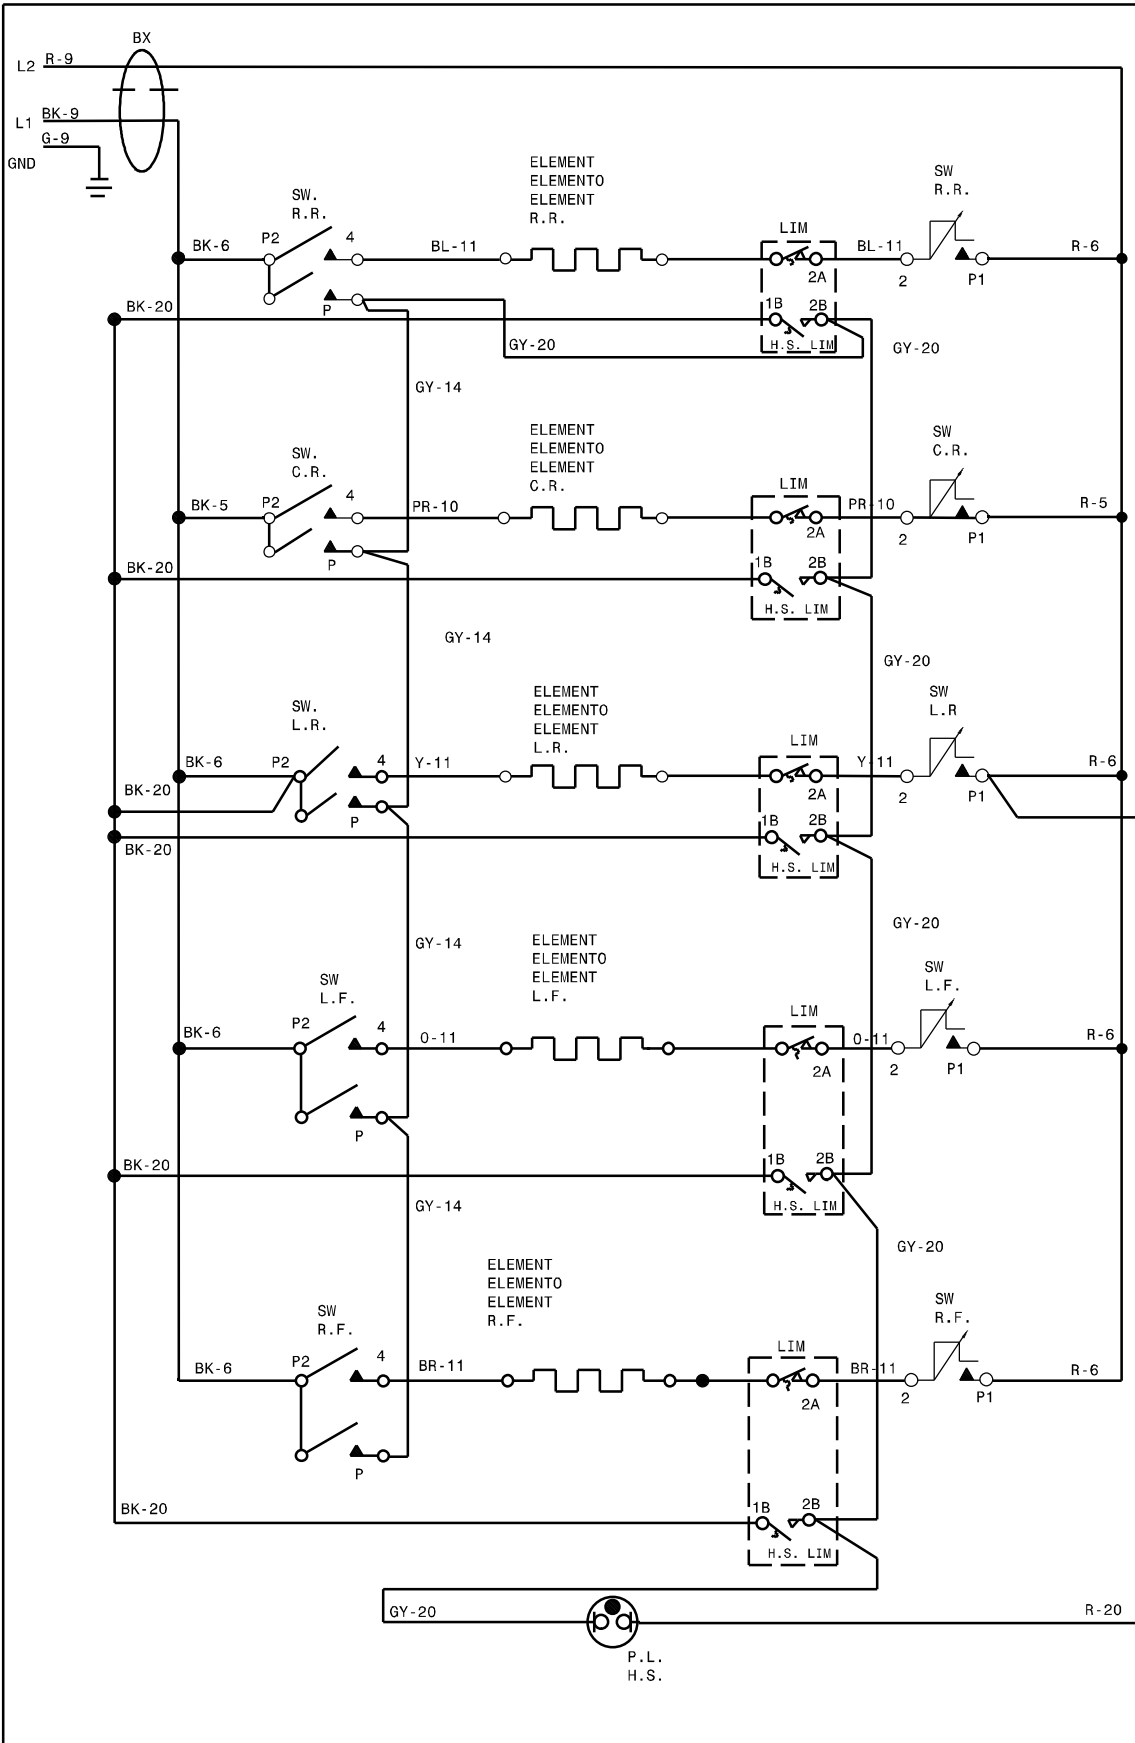 BX
L2 R-9
L1 BK-9
G-9
GND
ELEMENT
ELEMENTO
ELEMENT
R.R.
SW
R.R.
SW.
R.R.
LIM
BK-6 P2 4 BL-11 BL-11 R-6
2A 2 P1
BK-20 P 1B 2B
GY-20 H.S. LIM GY-20
GY-14
ELEMENT
ELEMENTO
ELEMENT
C.R.
SW
C.R.
SW.
C.R.
LIM
BK-5 P2 4 PR-10 PR-10 R-5
2A 2 P1
BK-20 P 1B 2B
H.S. LIM
GY-14
GY-20
ELEMENT
ELEMENTO
ELEMENT
L.R.
SW
L.R
SW.
L.R.
LIM
BK-6 P2 4 Y-11 Y-11 R-6
BK-20 2A 2 P1
P 1B 2B
BK-20
H.S. LIM
GY-20
GY-14
ELEMENT
ELEMENTO
ELEMENT
L.F.
SW
L.F.
SW
L.F.
LIM
BK-6 P2 4 O-11 O-11 R-6
2A 2 P1
P
BK-20 1B 2B
GY-14 H.S. LIM
GY-20
ELEMENT
ELEMENTO
ELEMENT
R.F.
SW
R.F.
SW
R.F.
LIM
BK-6 P2 4 BR-11 BR-11 R-6
2A 2 P1
P
BK-20 1B 2B
H.S. LIM
GY-20 R-20
P.L.
H.S.